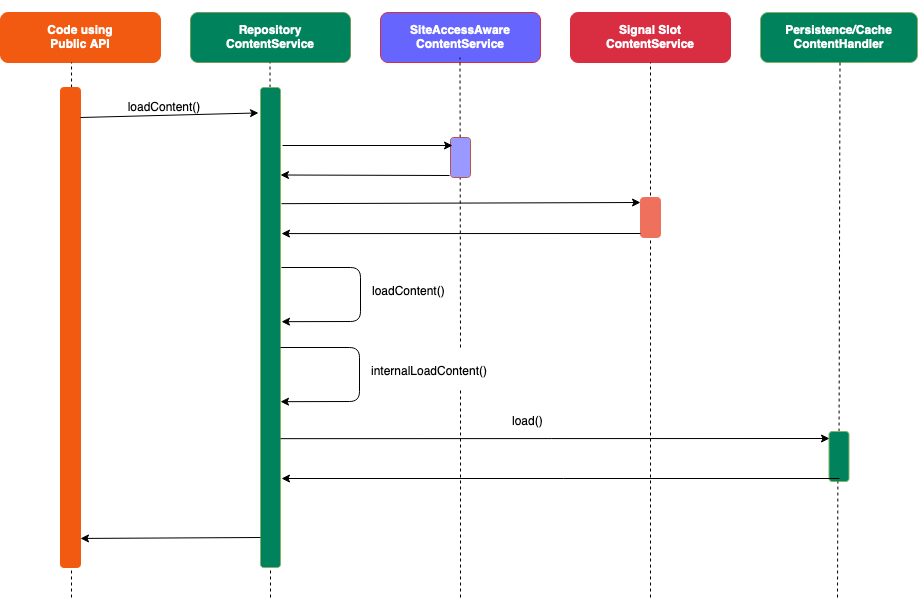 Code using
Public API
Repository
ContentService
SiteAccessAware
ContentService
Signal Slot
ContentService
Persistence/Cache
ContentHandler
loadContent()
loadContent()
internalLoadContent()
load()